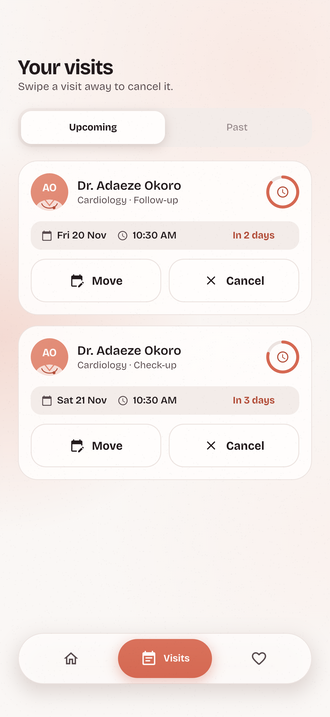 Your visits
Swipe a visit away to cancel it.
Upcoming Past
AO Dr. Adaeze Okoro
Cardiology · Follow-up
Fri 20 Nov 10:30 AM In 2 days
Move Cancel
AO Dr. Adaeze Okoro
Cardiology · Check-up
Sat 21 Nov 10:30 AM In 3 days
Move Cancel
Visits